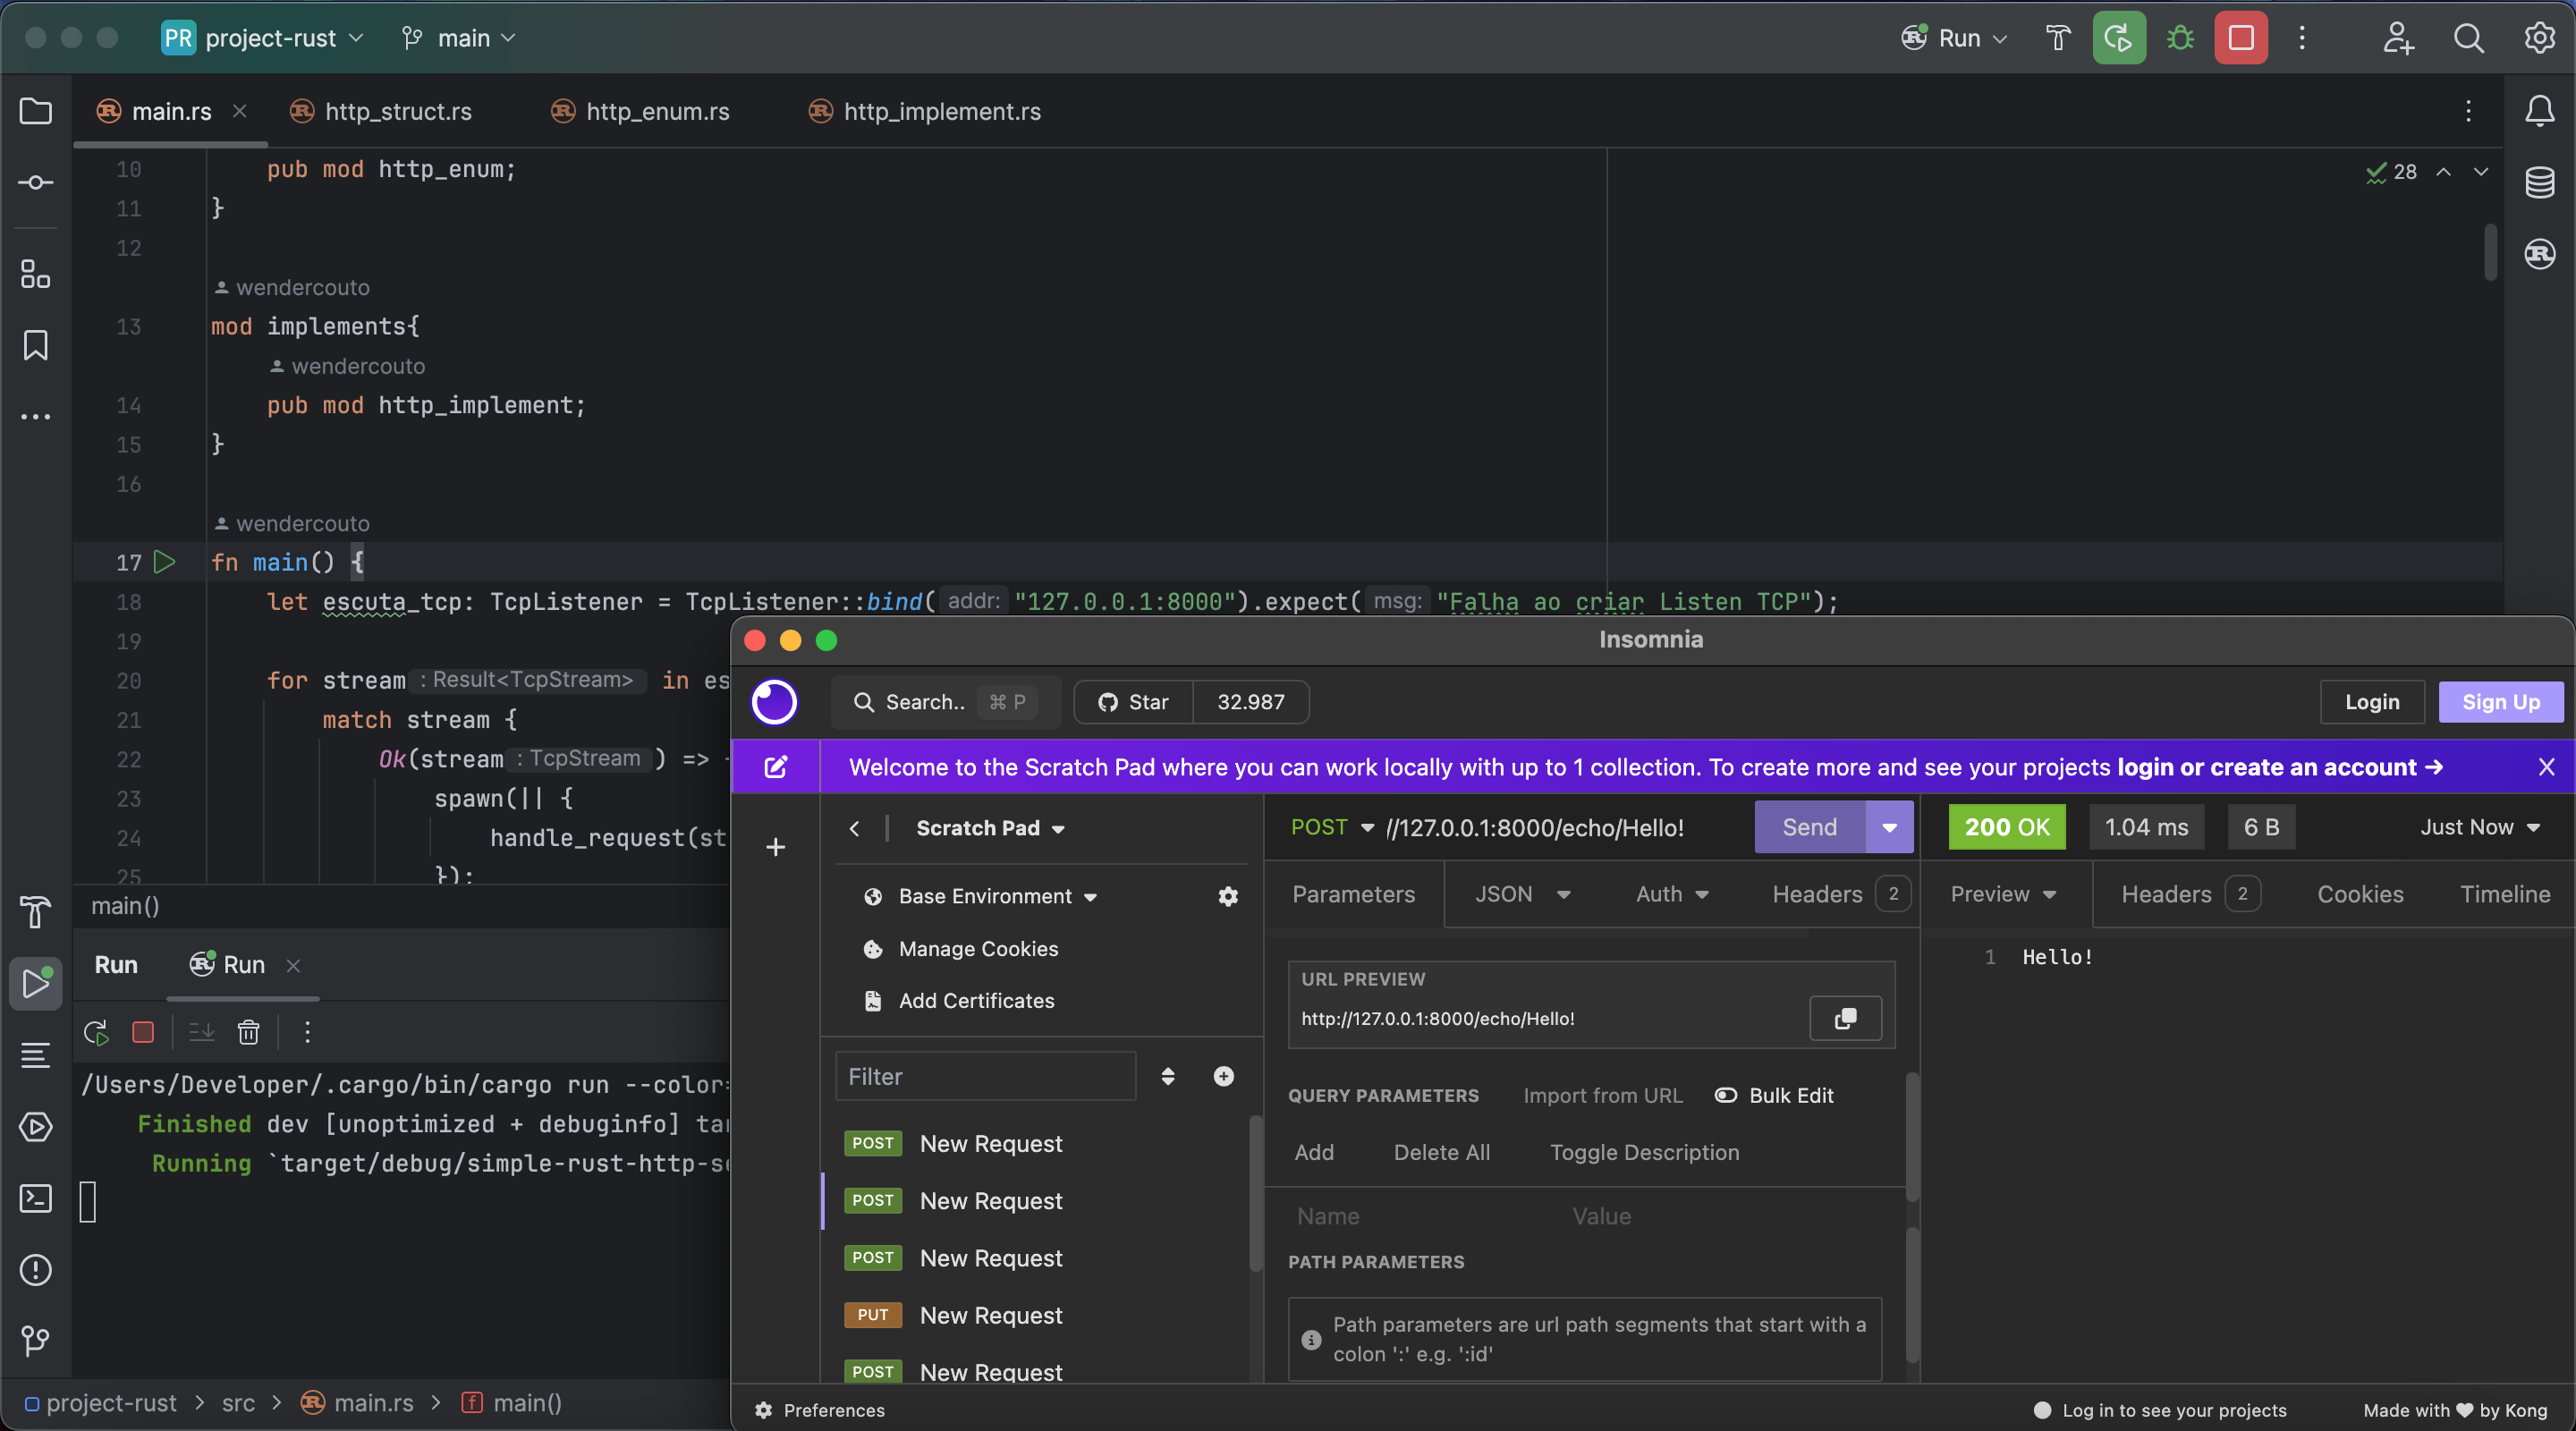 PR project-rust main Run
main.rs http_struct.rs http_enum.rs http_implement.rs
28
10 pub mod http_enum;
11 }
12
wendercouto
13 mod implements{
wendercouto
14 pub mod http_implement;
15 }
16
wendercouto
17 fn main() {
18 let escuta_tcp: TcpListener = TcpListener::bind( addr: "127.0.0.1:8000").expect( msg: "Falha ao criar Listen TCP");
19
20 for stream : Result<TcpStream> in es
21 match stream {
22 Ok(stream : TcpStream ) =>
23 spawn(|| {
24 handle_request(st
25 });
main()
Run Run
/Users/Developer/.cargo/bin/cargo run --color=
Finished dev [unoptimized + debuginfo] tar
Running `target/debug/simple-rust-http-se
project-rust > src > main.rs > f main()
Insomnia
Search.. ⌘ P Star 32.987 Login Sign Up
Welcome to the Scratch Pad where you can work locally with up to 1 collection. To create more and see your projects login or create an account →
Scratch Pad
Base Environment
Manage Cookies
Add Certificates
Filter
POST New Request
POST New Request
POST New Request
PUT New Request
POST New Request
POST //127.0.0.1:8000/echo/Hello! Send
Parameters JSON Auth Headers 2
URL PREVIEW
http://127.0.0.1:8000/echo/Hello!
QUERY PARAMETERS Import from URL Bulk Edit
Add Delete All Toggle Description
Name Value
PATH PARAMETERS
Path parameters are url path segments that start with a
colon ':' e.g. ':id'
200 OK 1.04 ms 6 B Just Now
Preview Headers 2 Cookies Timeline
1 Hello!
Preferences Log in to see your projects Made with ♥ by Kong